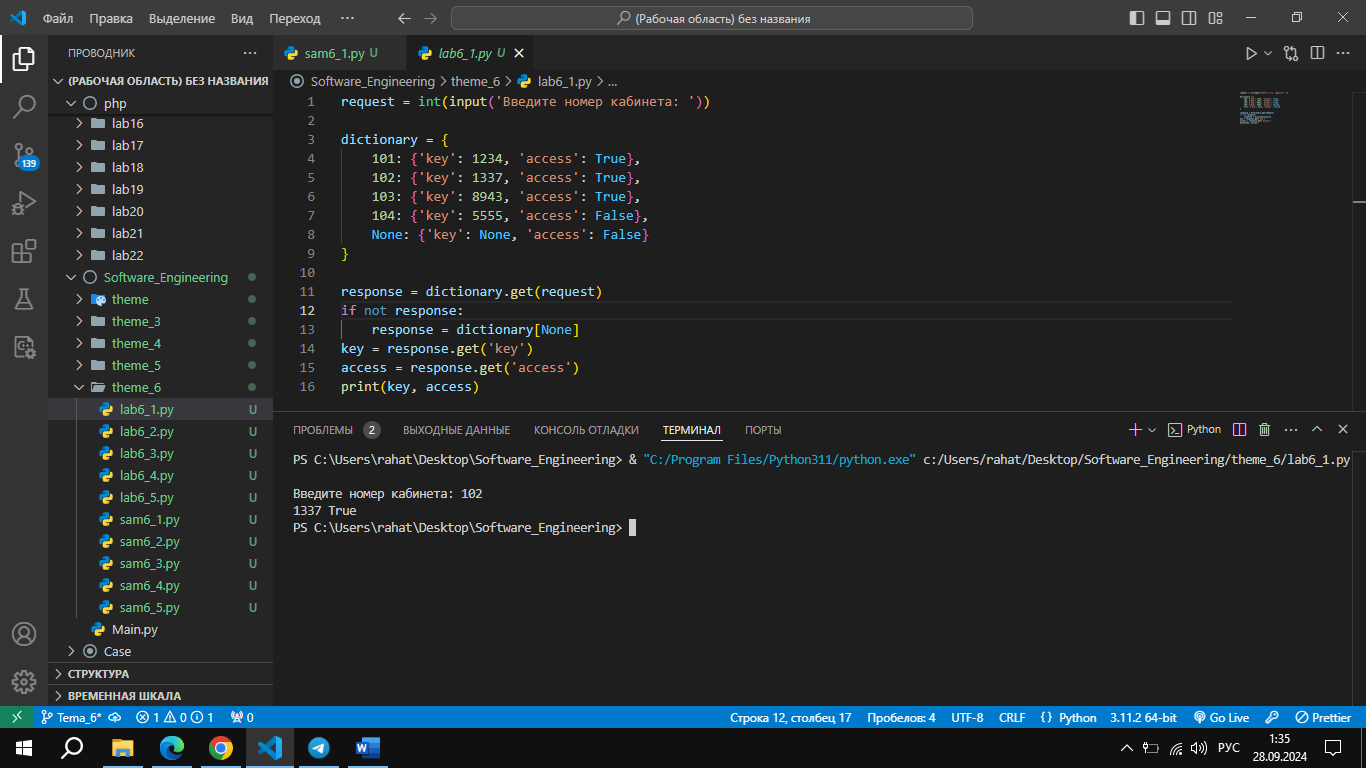 Файл Правка Выделение Вид Переход ··· (Рабочая область) без названия
ПРОВОДНИК ···
(РАБОЧАЯ ОБЛАСТЬ) БЕЗ НАЗВАНИЯ
php
lab16
lab17
lab18
lab19
lab20
lab21
lab22
Software_Engineering
theme
theme_3
theme_4
theme_5
theme_6
lab6_1.py U
lab6_2.py U
lab6_3.py U
lab6_4.py U
lab6_5.py U
sam6_1.py U
sam6_2.py U
sam6_3.py U
sam6_4.py U
sam6_5.py U
Main.py
Case
СТРУКТУРА
ВРЕМЕННАЯ ШКАЛА
139
sam6_1.py U lab6_1.py U
Software_Engineering > theme_6 > lab6_1.py > ...
1 request = int(input('Введите номер кабинета: '))
2
3 dictionary = {
4 101: {'key': 1234, 'access': True},
5 102: {'key': 1337, 'access': True},
6 103: {'key': 8943, 'access': True},
7 104: {'key': 5555, 'access': False},
8 None: {'key': None, 'access': False}
9 }
10
11 response = dictionary.get(request)
12 if not response:
13 response = dictionary[None]
14 key = response.get('key')
15 access = response.get('access')
16 print(key, access)
ПРОБЛЕМЫ 2 ВЫХОДНЫЕ ДАННЫЕ КОНСОЛЬ ОТЛАДКИ ТЕРМИНАЛ ПОРТЫ Python
PS C:\Users\rahat\Desktop\Software_Engineering> & "C:/Program Files/Python311/python.exe" c:/Users/rahat/Desktop/Software_Engineering/theme_6/lab6_1.py
Введите номер кабинета: 102
1337 True
PS C:\Users\rahat\Desktop\Software_Engineering>
Tema_6* 1 0 1 0 Строка 12, столбец 17 Пробелов: 4 UTF-8 CRLF {} Python 3.11.2 64-bit Go Live Prettier
РУС 1:35
28.09.2024